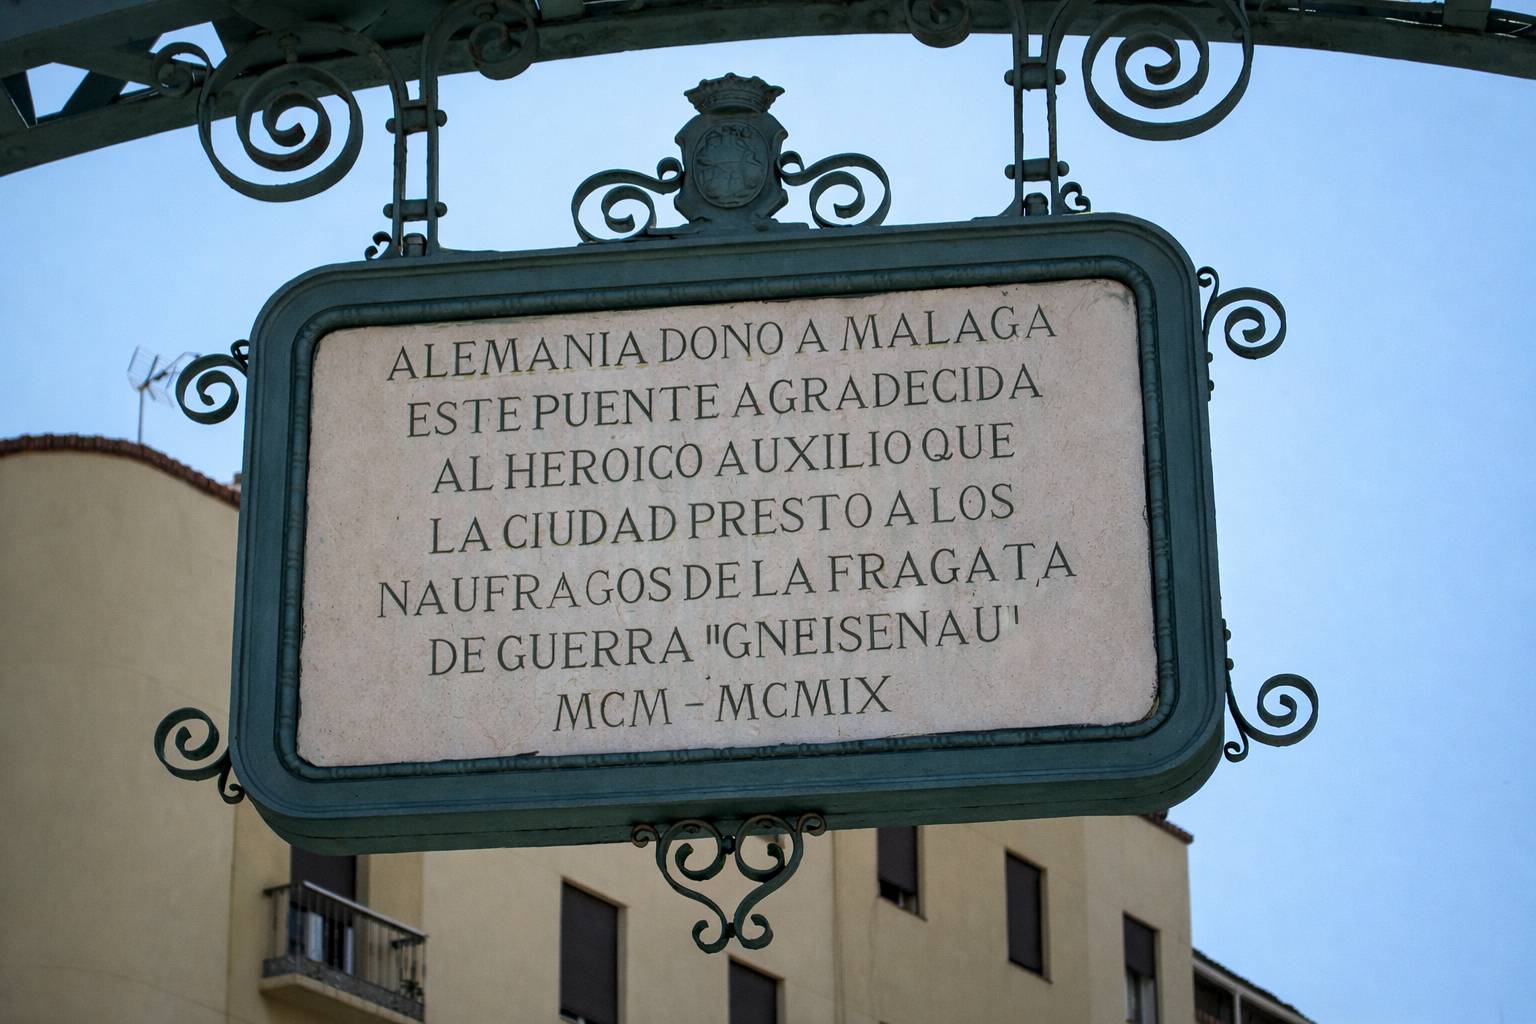 ALEMANIA DONO A MALAGA
ESTE PUENTE AGRADECIDA
AL HEROICO AUXILIO QUE
LA CIUDAD PRESTO A LOS
NAUFRAGOS DE LA FRAGATA
DE GUERRA "GNEISENAU"
MCM - MCMIX